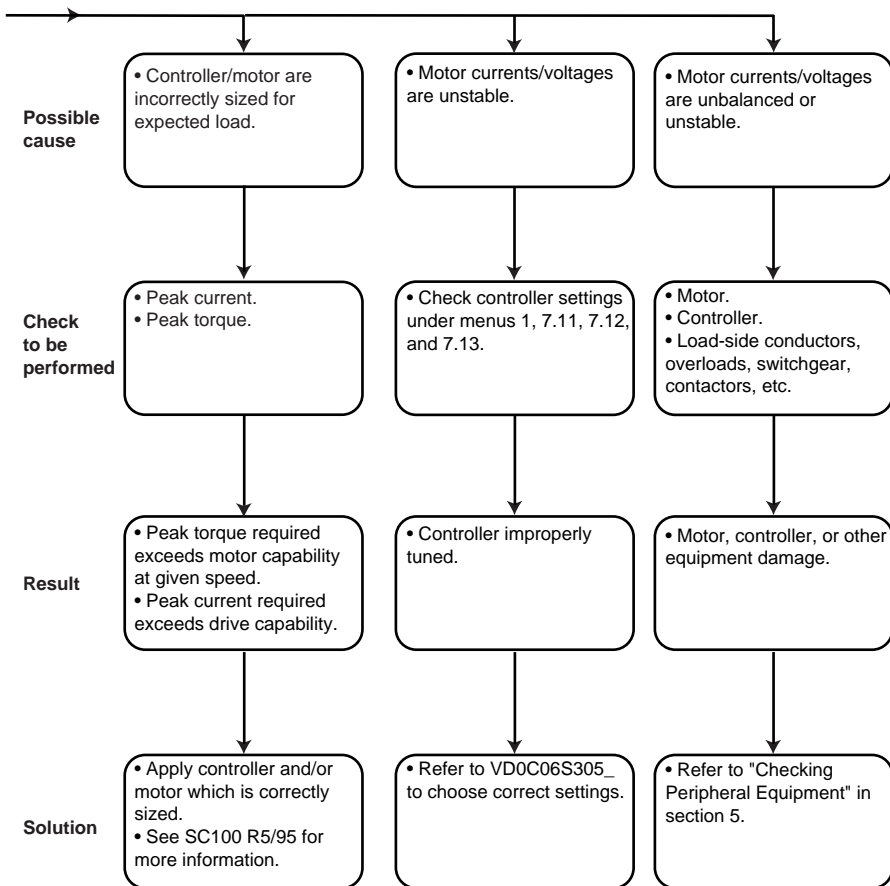 Possible
cause
• Controller/motor are
incorrectly sized for
expected load.
• Motor currents/voltages
are unstable.
• Motor currents/voltages
are unbalanced or
unstable.
Check
to be
performed
• Peak current.
• Peak torque.
• Check controller settings
under menus 1, 7.11, 7.12,
and 7.13.
• Motor.
• Controller.
• Load-side conductors,
overloads, switchgear,
contactors, etc.
Result
• Peak torque required
exceeds motor capability
at given speed.
• Peak current required
exceeds drive capability.
• Controller improperly
tuned.
• Motor, controller, or other
equipment damage.
Solution
• Apply controller and/or
motor which is correctly
sized.
• See SC100 R5/95 for
more information.
• Refer to VD0C06S305_
to choose correct settings.
• Refer to "Checking
Peripheral Equipment" in
section 5.